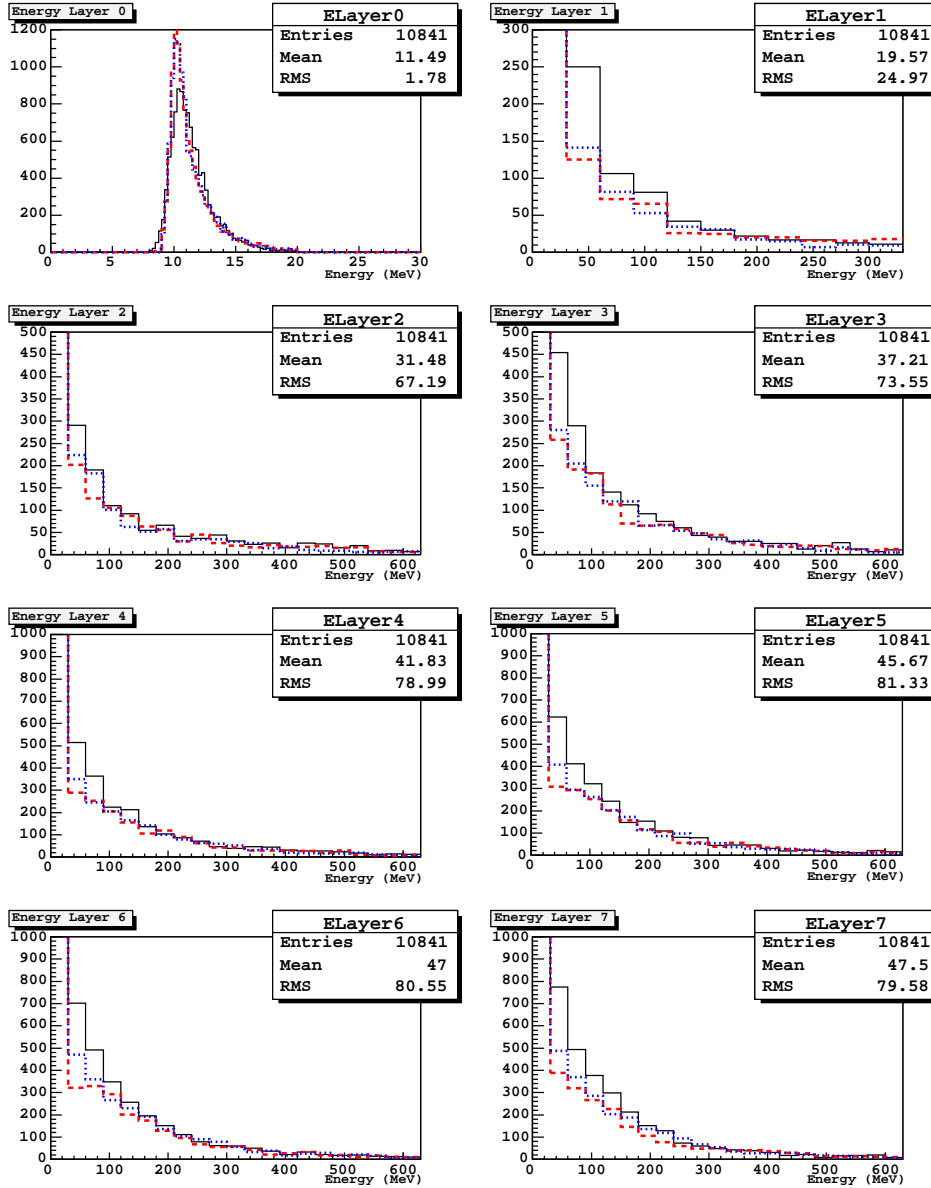 Energy Layer 0
ELayer0
Entries 10841
Mean 11.49
RMS 1.78
1200
1000
800
600
400
200
0
0 5 10 15 20 25 30
Energy (MeV)
Energy Layer 1
ELayer1
Entries 10841
Mean 19.57
RMS 24.97
300
250
200
150
100
50
0
50 100 150 200 250 300
Energy (MeV)
Energy Layer 2
ELayer2
Entries 10841
Mean 31.48
RMS 67.19
500
450
400
350
300
250
200
150
100
50
0
0 100 200 300 400 500 600
Energy (MeV)
Energy Layer 3
ELayer3
Entries 10841
Mean 37.21
RMS 73.55
500
450
400
350
300
250
200
150
100
50
0
0 100 200 300 400 500 600
Energy (MeV)
Energy Layer 4
ELayer4
Entries 10841
Mean 41.83
RMS 78.99
1000
900
800
700
600
500
400
300
200
100
0
0 100 200 300 400 500 600
Energy (MeV)
Energy Layer 5
ELayer5
Entries 10841
Mean 45.67
RMS 81.33
1000
900
800
700
600
500
400
300
200
100
0
0 100 200 300 400 500 600
Energy (MeV)
Energy Layer 6
ELayer6
Entries 10841
Mean 47
RMS 80.55
1000
900
800
700
600
500
400
300
200
100
0
0 100 200 300 400 500 600
Energy (MeV)
Energy Layer 7
ELayer7
Entries 10841
Mean 47.5
RMS 79.58
1000
900
800
700
600
500
400
300
200
100
0
0 100 200 300 400 500 600
Energy (MeV)